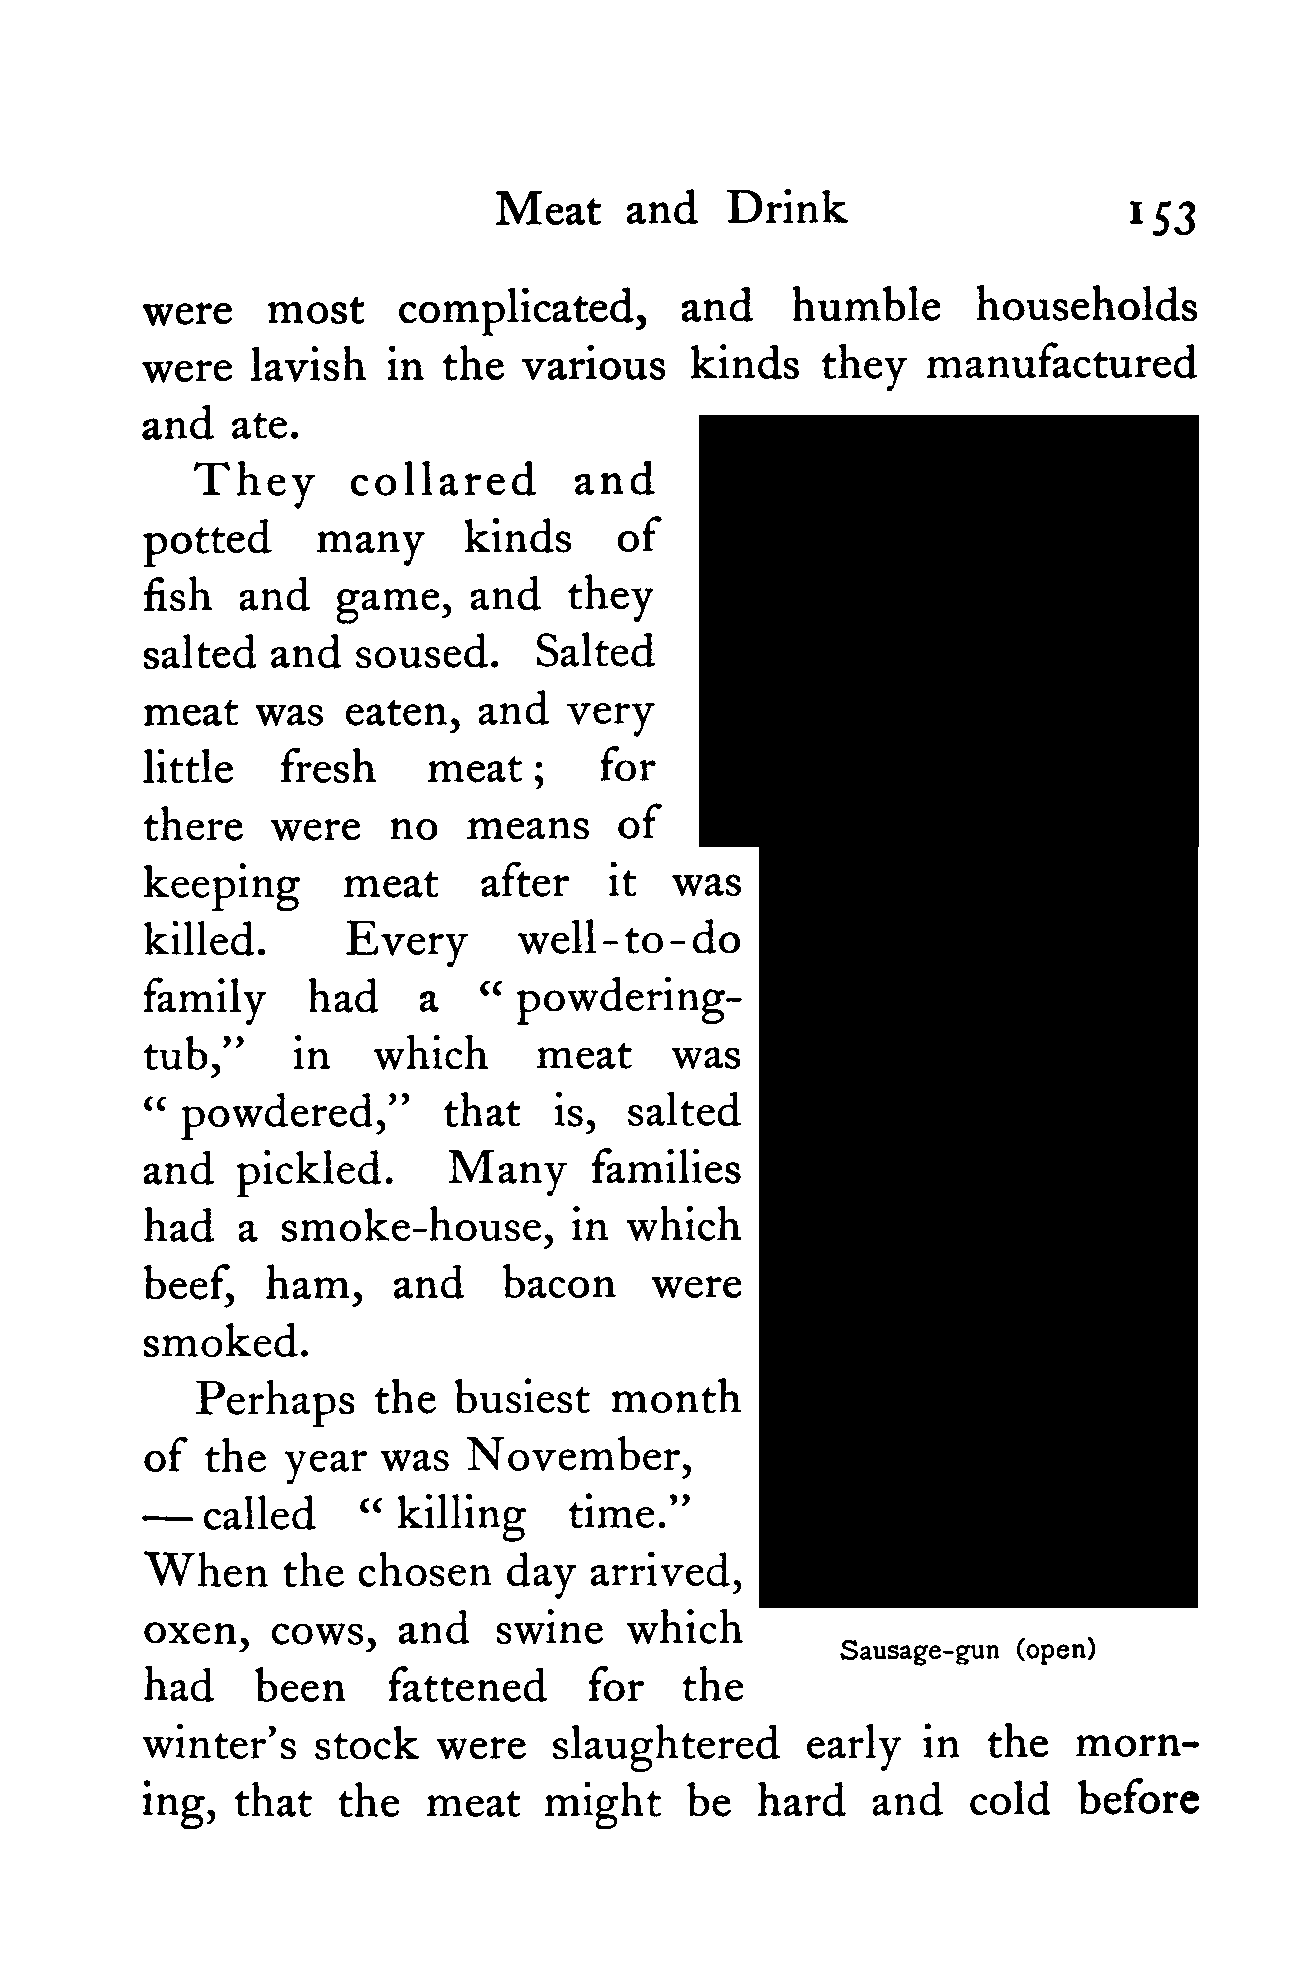 Meat and Drink 153
were most complicated, and humble households
were lavish in the various kinds they manufactured
and ate.
They collared and
potted many kinds of
fish and game, and they
salted and soused. Salted
meat was eaten, and very
little fresh meat; for
there were no means of
keeping meat after it was
killed. Every well-to-do
family had a “powdering-
tub,” in which meat was
“powdered,” that is, salted
and pickled. Many families
had a smoke-house, in which
beef, ham, and bacon were
smoked.
Perhaps the busiest month
of the year was November,
—called “killing time.”
When the chosen day arrived,
oxen, cows, and swine which
had been fattened for the
winter’s stock were slaughtered early in the morn-
ing, that the meat might be hard and cold before
Sausage-gun (open)